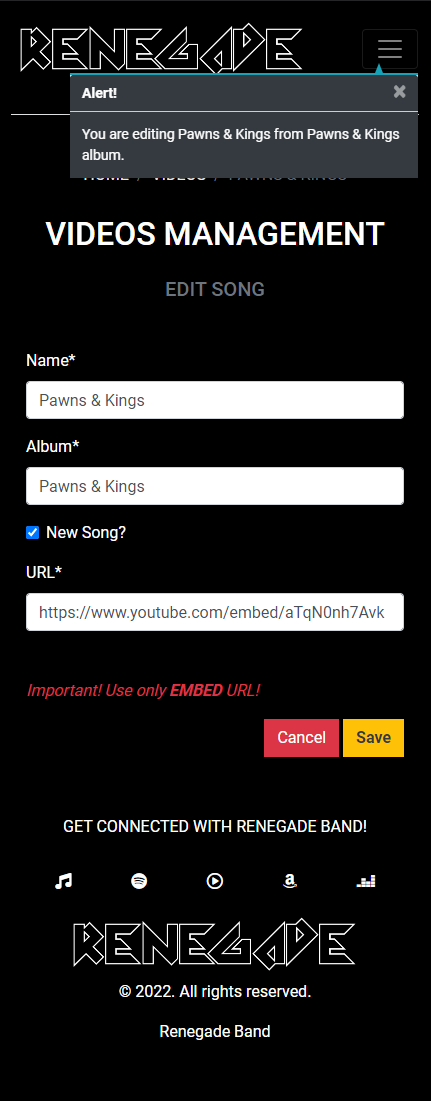 RENEGADE
Alert!
You are editing Pawns & Kings from Pawns & Kings
album.
HOME / VIDEOS / PAWNS & KINGS
VIDEOS MANAGEMENT
EDIT SONG
Name*
Pawns & Kings
Album*
Pawns & Kings
New Song?
URL*
https://www.youtube.com/embed/aTqN0nh7Avk
Important! Use only EMBED URL!
Cancel
Save
GET CONNECTED WITH RENEGADE BAND!
RENEGADE
© 2022. All rights reserved.
Renegade Band